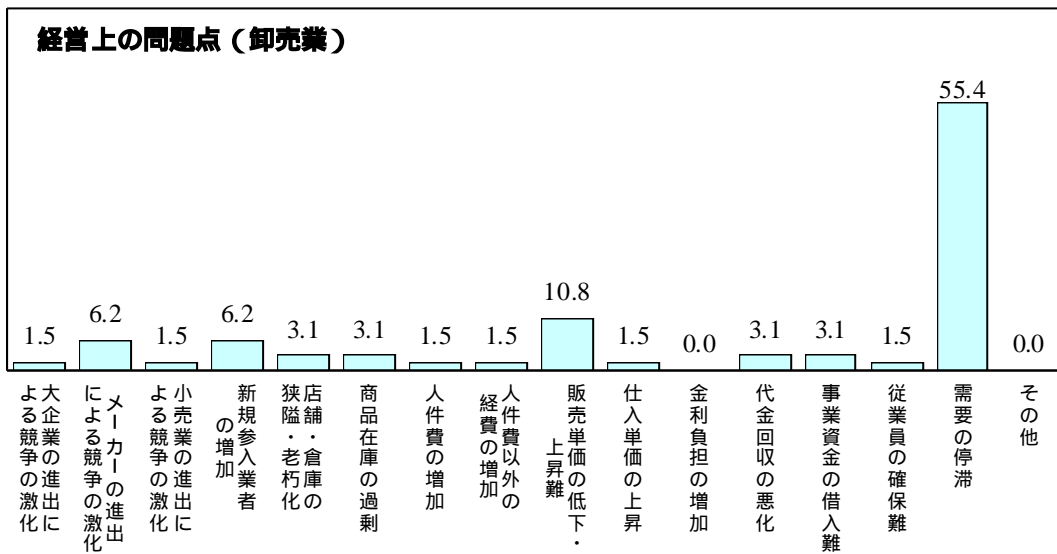 経営上の問題点（卸売業）
55.4
10.8
6.2
6.2
3.1
3.1
3.1
3.1
1.5
1.5
1.5
1.5
1.5
1.5
0.0
0.0
大企業の進出に
よる競争の激化
メーカーの進出
による競争の激化
小売業の進出に
よる競争の激化
新規参入業者
の増加
店舗・倉庫の
狭隘・老朽化
商品在庫の過剰
人件費の増加
人件費以外の
経費の増加
販売単価の低下・
上昇難
仕入単価の上昇
金利負担の増加
代金回収の悪化
事業資金の借入難
従業員の確保難
需要の停滞
その他